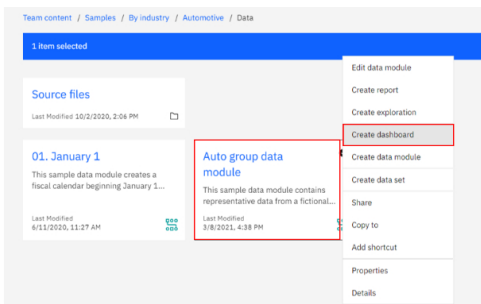 Team content / Samples / By industry / Automotive / Data
1 item selected
Source files
Last Modified 10/2/2020, 2:06 PM
01. January 1
This sample data module creates a
fiscal calendar beginning January 1...
Last Modified
6/11/2020, 11:27 AM
Auto group data
module
This sample data module contains
representative data from a fictional...
Last Modified
3/8/2021, 4:38 PM
Edit data module
Create report
Create exploration
Create dashboard
Create data module
Create data set
Share
Copy to
Add shortcut
Properties
Details